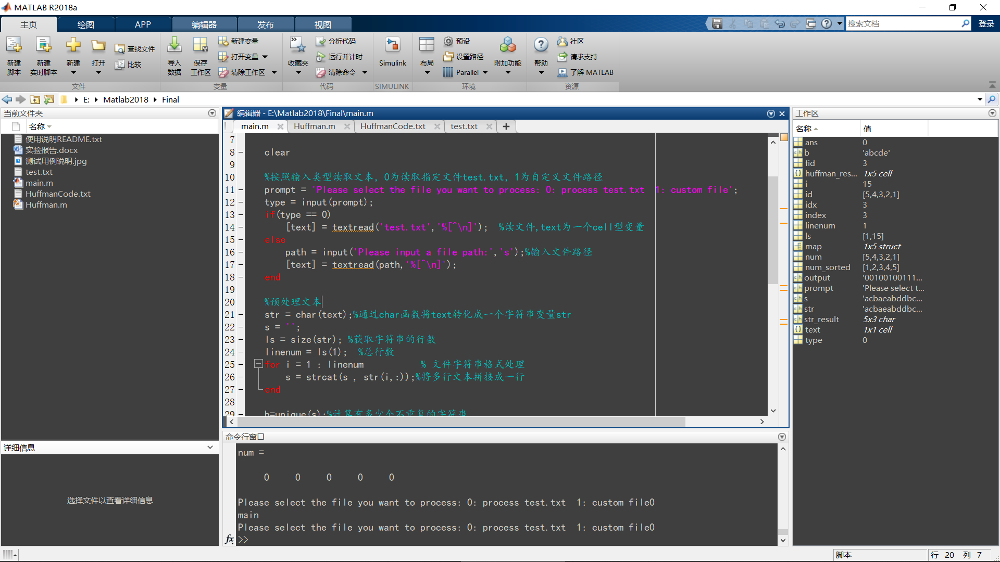 MATLAB R2018a
主页 绘图 APP 编辑器 发布 视图
搜索文档 登录
新建
脚本
新建
实时脚本
新建
打开
查找文件
比较
文件
导入
数据
保存
工作区
新建变量
打开变量
清除工作区
变量
收藏夹
分析代码
运行并计时
清除命令
代码
Simulink
SIMULINK
布局
预设
设置路径
Parallel
附加功能
环境
帮助
社区
请求支持
了解 MATLAB
资源
E: Matlab2018 Final
当前文件夹
名称
使用说明README.txt
实验报告.docx
测试用例说明.jpg
test.txt
main.m
HuffmanCode.txt
Huffman.m
详细信息
选择文件以查看详细信息
编辑器 - E:\Matlab2018\Final\main.m
main.m Huffman.m HuffmanCode.txt test.txt
7
8 clear
9
10 %按照输入类型读取文本，0为读取指定文件test.txt，1为自定义文件路径
11 prompt = 'Please select the file you want to process: 0: process test.txt  1: custom file';
12 type = input(prompt);
13 if(type == 0)
14 [text] = textread('test.txt','%[^\n]');  %读文件,text为一个cell型变量
15 else
16 path = input('Please input a file path:','s');%输入文件路径
17 [text] = textread(path,'%[^\n]');
18 end
19
20 %预处理文本
21 str = char(text);%通过char函数将text转化成一个字符串变量str
22 s = '';
23 ls = size(str); %获取字符串的行数
24 linenum = ls(1);  %总行数
25 for i = 1 : linenum % 文件字符串格式处理
26 s = strcat(s , str(i,:));%将多行文本拼接成一行
27 end
28
29 b=unique(s);%计算有多少个不重复的字符串
命令行窗口
num =
0 0 0 0 0
Please select the file you want to process: 0: process test.txt  1: custom file0
main
Please select the file you want to process: 0: process test.txt  1: custom file0
fx >>
工作区
名称 值
ans 0
b 'abcde'
fid 3
huffman_res... 1x5 cell
i 15
id [5,4,3,2,1]
idx 3
index 3
linenum 1
ls [1,15]
map 1x5 struct
num [5,4,3,2,1]
num_sorted [1,2,3,4,5]
output '00100100111...
prompt 'Please select t...
s 'acbaeabddbc...
str 'acbaeabddbc...
str_result 5x3 char
text 1x1 cell
type 0
脚本 行 20 列 7